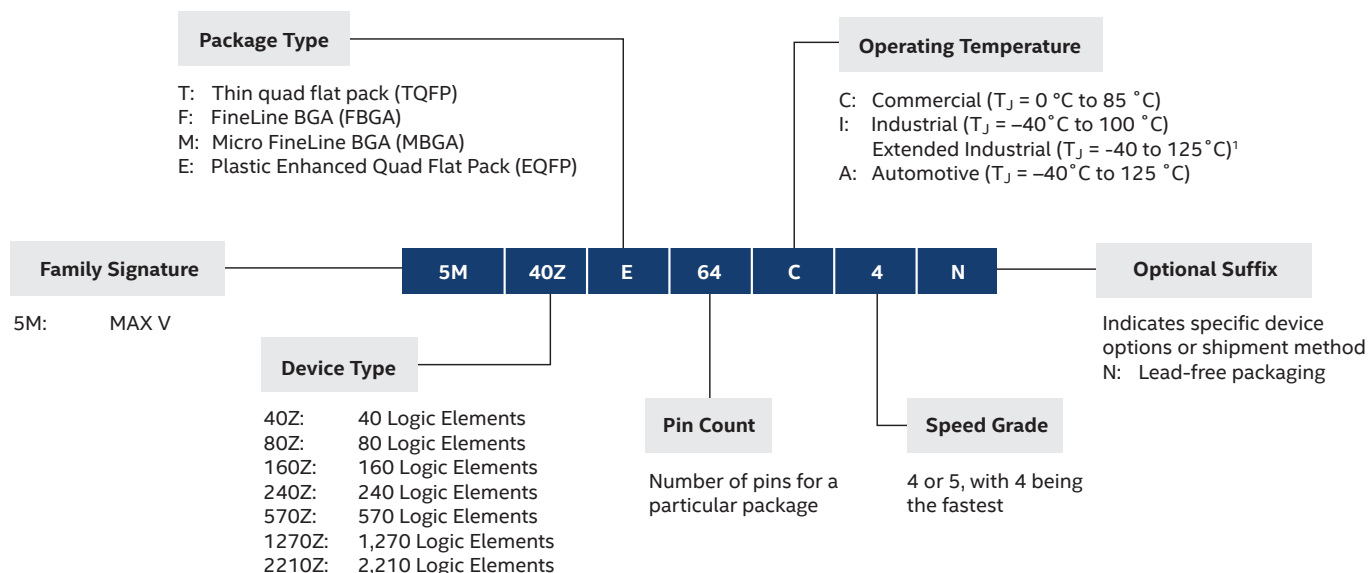 Package Type
T: Thin quad flat pack (TQFP)
F: FineLine BGA (FBGA)
M: Micro FineLine BGA (MBGA)
E: Plastic Enhanced Quad Flat Pack (EQFP)
Operating Temperature
C: Commercial (TJ = 0 °C to 85 ˚C)
I: Industrial (TJ = –40˚C to 100 ˚C)
Extended Industrial (TJ = -40 to 125˚C)¹
A: Automotive (TJ = –40˚C to 125 ˚C)
Family Signature
5M: MAX V
5M 40Z E 64 C 4 N
Optional Suffix
Indicates specific device
options or shipment method
N: Lead-free packaging
Device Type
40Z: 40 Logic Elements
80Z: 80 Logic Elements
160Z: 160 Logic Elements
240Z: 240 Logic Elements
570Z: 570 Logic Elements
1270Z: 1,270 Logic Elements
2210Z: 2,210 Logic Elements
Pin Count
Number of pins for a
particular package
Speed Grade
4 or 5, with 4 being
the fastest